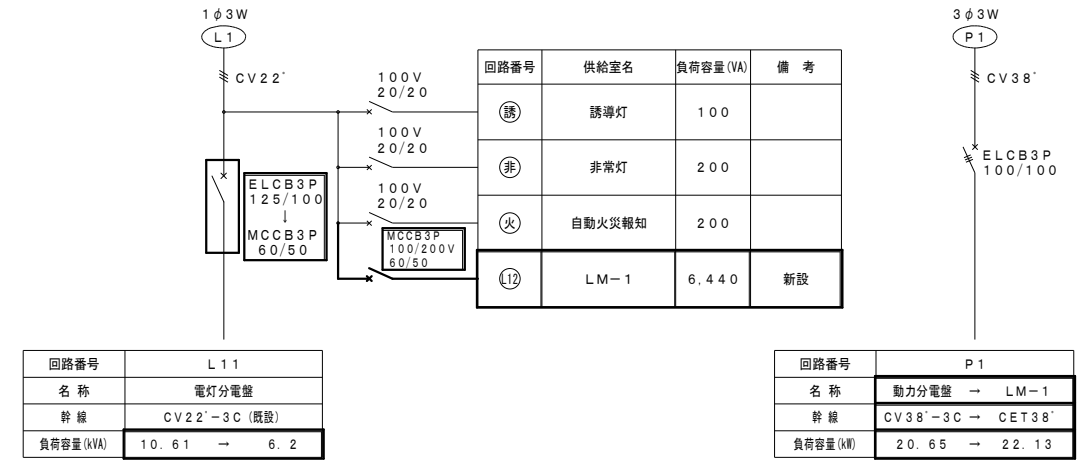 1φ3W
L1
CV22゜
100V
20/20
100V
20/20
100V
20/20
ELCB3P
125/100
↓
MCCB3P
60/50
MCCB3P
100/200V
60/50
回路番号 供給室名 負荷容量(VA) 備 考
誘 誘導灯 100
非 非常灯 200
火 自動火災報知 200
L12 LM-1 6,440 新設
3φ3W
P1
CV38゜
ELCB3P
100/100
回路番号 L11
名 称 電灯分電盤
幹 線 CV22゜-3C(既設)
負荷容量(kVA) 10.61 → 6.2
回路番号 P1
名 称 動力分電盤 → LM-1
幹 線 CV38゜-3C → CET38゜
負荷容量(kW) 20.65 → 22.13